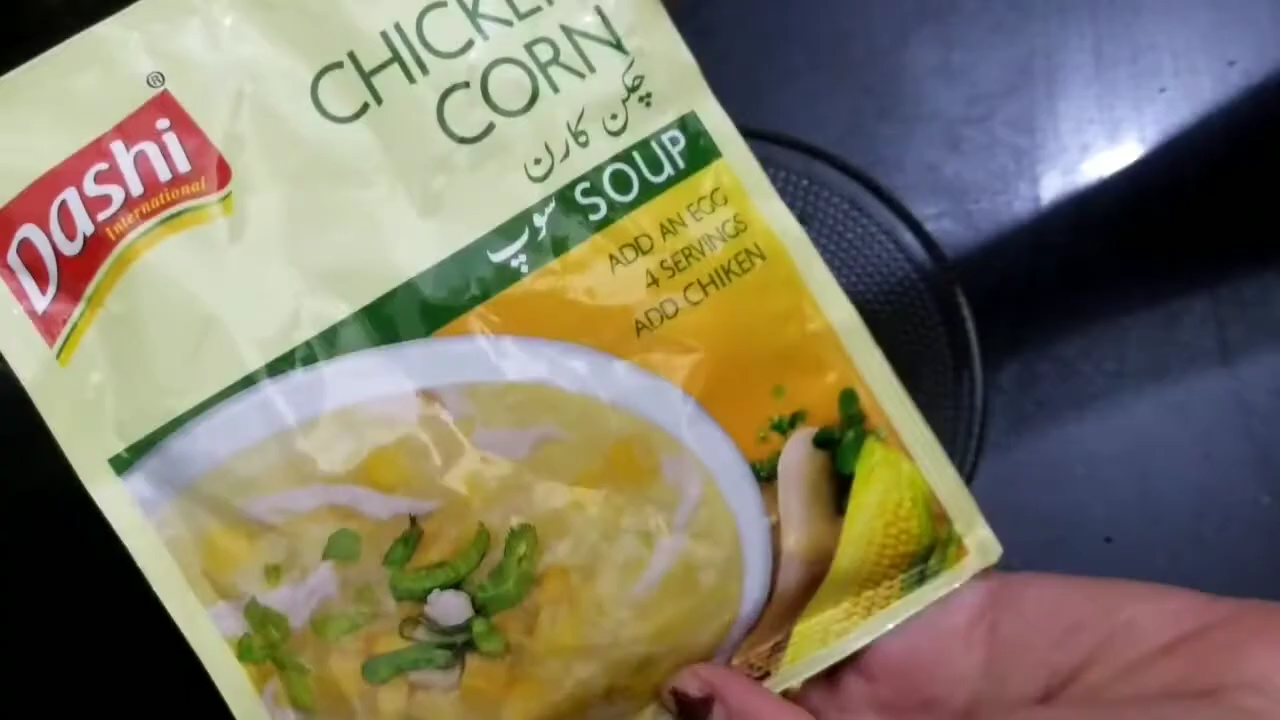 Dashi®
International
CHICKEN
CORN
چکن کارن
SOUP سوپ
ADD AN EGG
4 SERVINGS
ADD CHIKEN